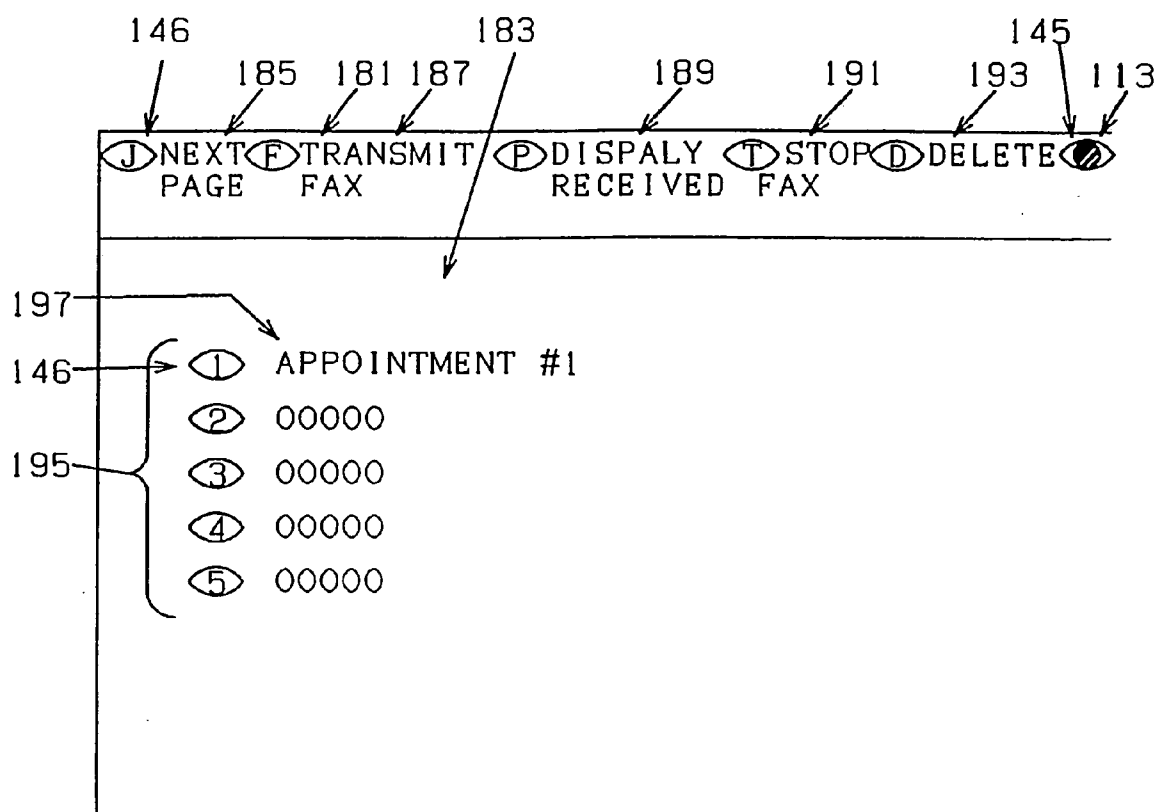 146 183 145
185 181 187 189 191 193 113
J NEXT F TRANSMIT P DISPALY T STOP D DELETE
PAGE FAX RECEIVED FAX
197
146 1 APPOINTMENT #1
2 00000
195 3 00000
4 00000
5 00000